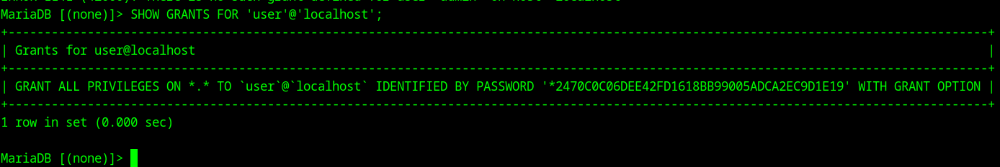 MariaDB [(none)]> SHOW GRANTS FOR 'user'@'localhost';
+----------------------------------------------------------------------------------------------------------------------------------------+
| Grants for user@localhost                                                                                                              |
+----------------------------------------------------------------------------------------------------------------------------------------+
| GRANT ALL PRIVILEGES ON *.* TO `user`@`localhost` IDENTIFIED BY PASSWORD '*2470C0C06DEE42FD1618BB99005ADCA2EC9D1E19' WITH GRANT OPTION |
+----------------------------------------------------------------------------------------------------------------------------------------+
1 row in set (0.000 sec)
MariaDB [(none)]>